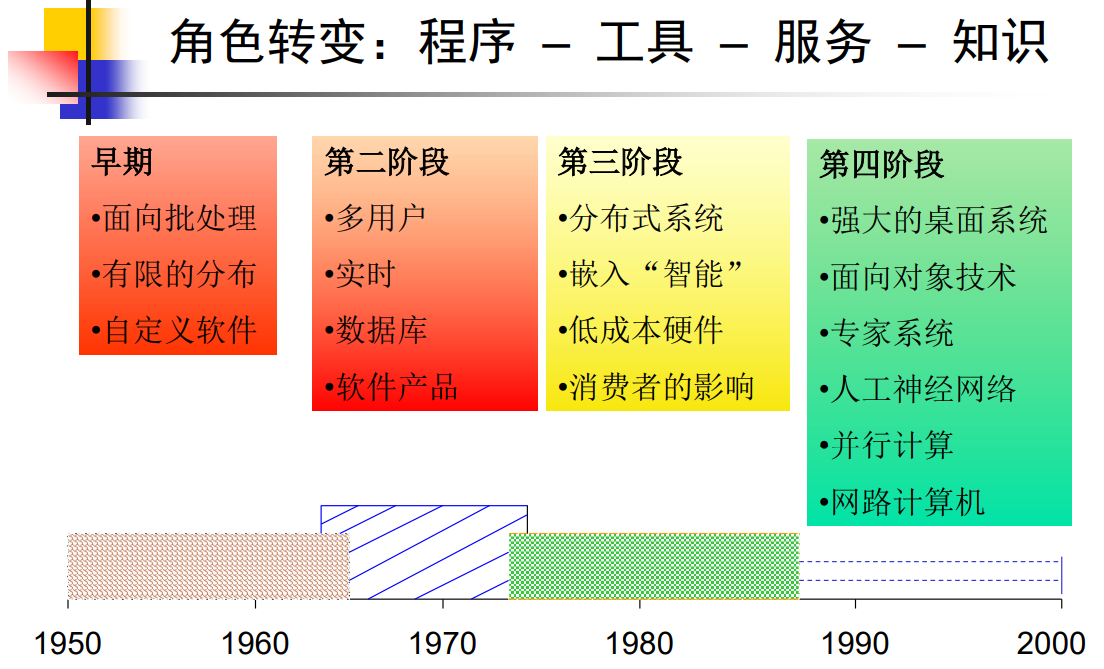 角色转变：程序 – 工具 – 服务 – 知识
早期
•面向批处理
•有限的分布
•自定义软件
第二阶段
•多用户
•实时
•数据库
•软件产品
第三阶段
•分布式系统
•嵌入“智能”
•低成本硬件
•消费者的影响
第四阶段
•强大的桌面系统
•面向对象技术
•专家系统
•人工神经网络
•并行计算
•网路计算机
1950 1960 1970 1980 1990 2000